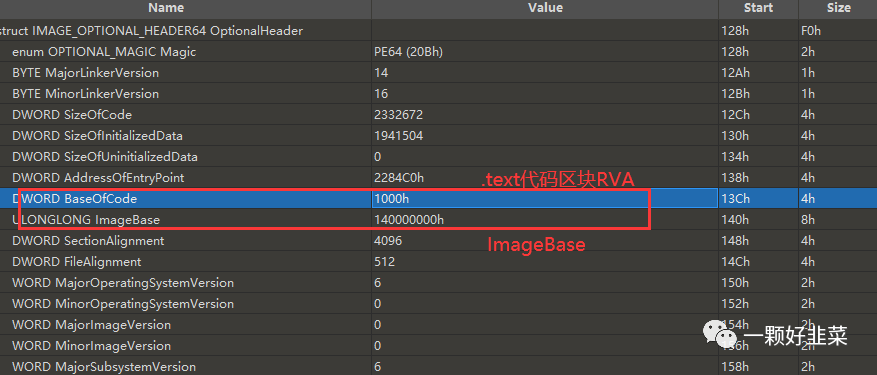 Name Value Start Size
struct IMAGE_OPTIONAL_HEADER64 OptionalHeader 128h F0h
enum OPTIONAL_MAGIC Magic PE64 (20Bh) 128h 2h
BYTE MajorLinkerVersion 14 12Ah 1h
BYTE MinorLinkerVersion 16 12Bh 1h
DWORD SizeOfCode 2332672 12Ch 4h
DWORD SizeOfInitializedData 1941504 130h 4h
DWORD SizeOfUninitializedData 0 134h 4h
DWORD AddressOfEntryPoint 2284C0h 138h 4h
.text代码区块RVA
DWORD BaseOfCode 1000h 13Ch 4h
ULONGLONG ImageBase 140000000h 140h 8h
DWORD SectionAlignment 4096 148h 4h
ImageBase
DWORD FileAlignment 512 14Ch 4h
WORD MajorOperatingSystemVersion 6 150h 2h
WORD MinorOperatingSystemVersion 0 152h 2h
WORD MajorImageVersion 0 154h 2h
WORD MinorImageVersion 0 156h 2h
一颗好韭菜
WORD MajorSubsystemVersion 6 158h 2h